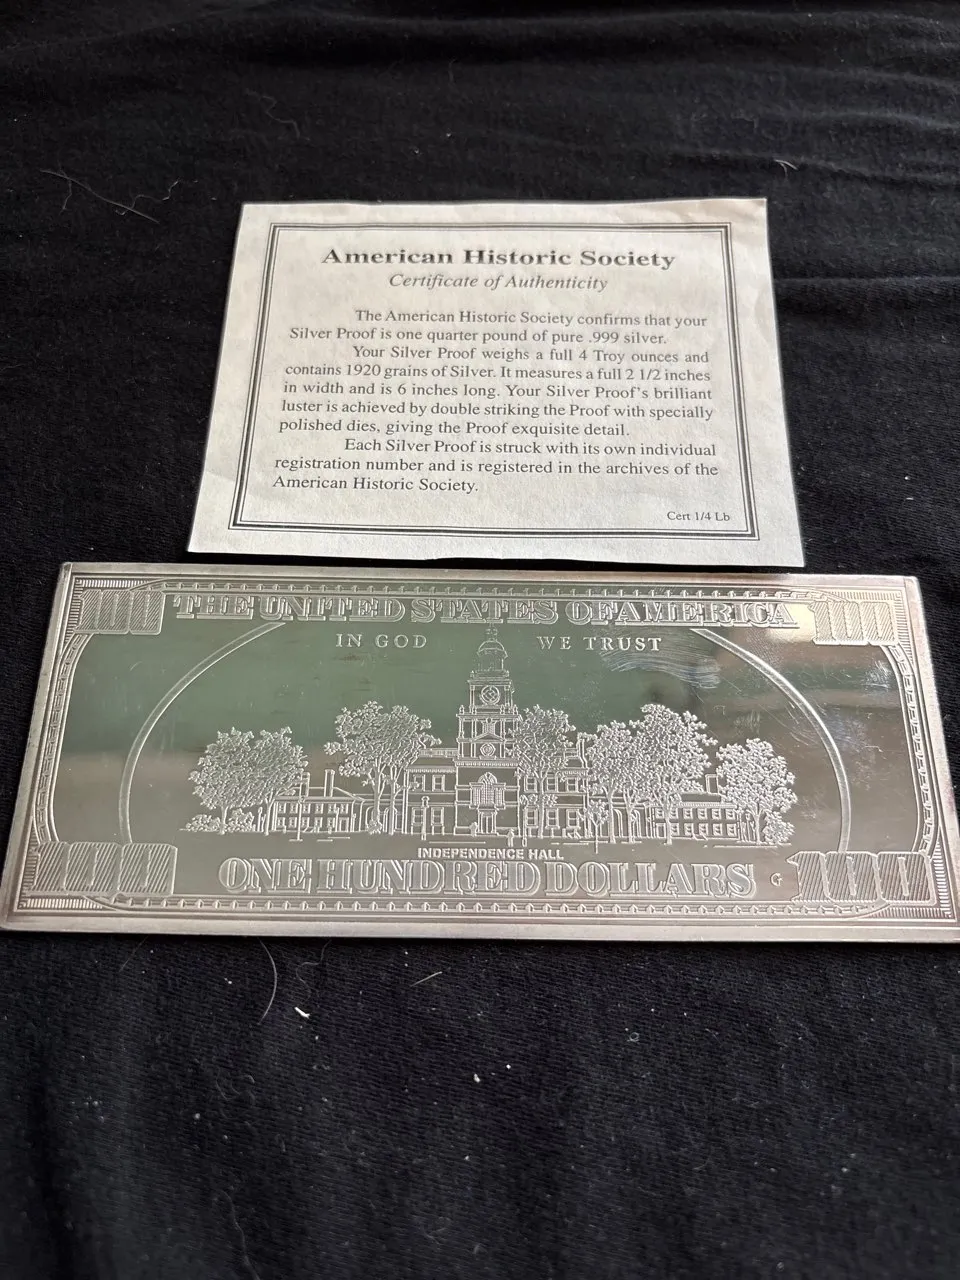 American Historic Society
Certificate of Authenticity
The American Historic Society confirms that your
Silver Proof is one quarter pound of pure .999 silver.
Your Silver Proof weighs a full 4 Troy ounces and
contains 1920 grains of Silver. It measures a full 2 1/2 inches
in width and is 6 inches long. Your Silver Proof's brilliant
luster is achieved by double striking the Proof with specially
polished dies, giving the Proof exquisite detail.
Each Silver Proof is struck with its own individual
registration number and is registered in the archives of the
American Historic Society.
Cert 1/4 Lb
100 THE UNITED STATES OF AMERICA 100
IN GOD WE TRUST
INDEPENDENCE HALL
100 ONE HUNDRED DOLLARS G 100